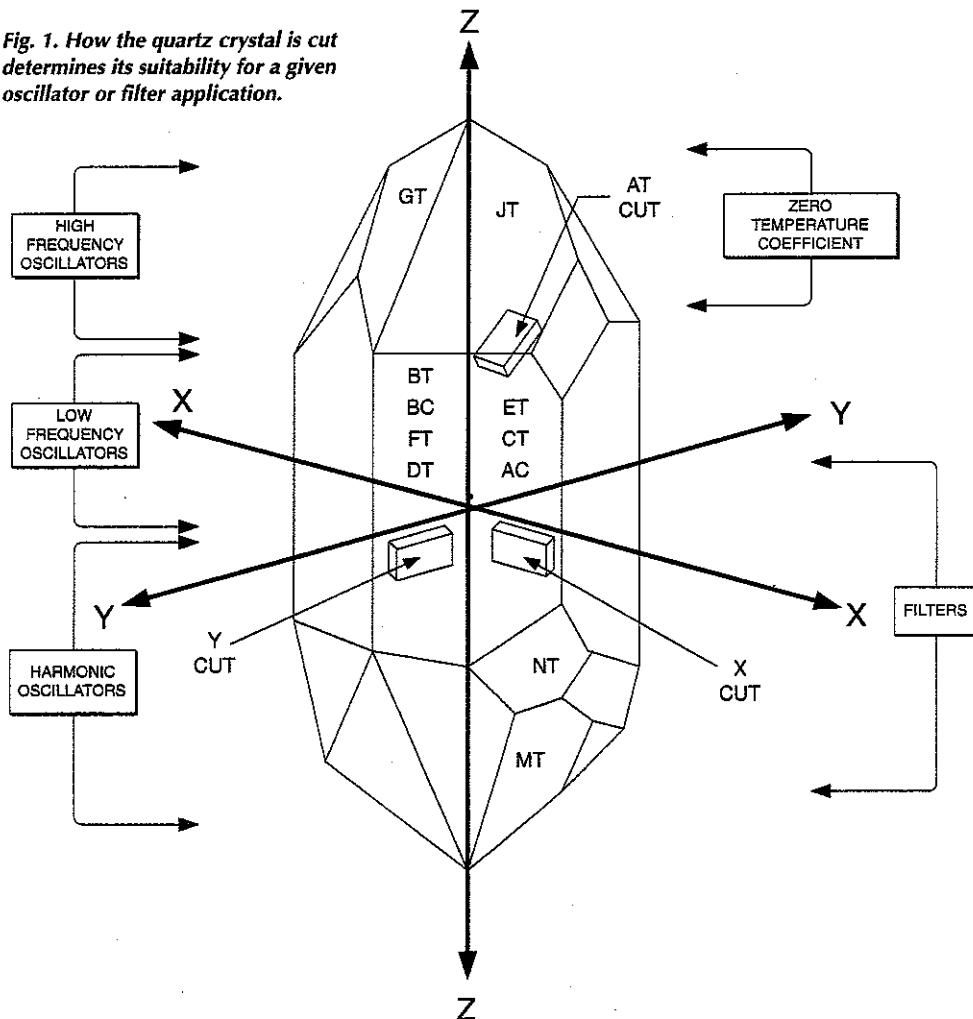 Fig. 1. How the quartz crystal is cut
determines its suitability for a given
oscillator or filter application.
Z
GT
JT
AT
CUT
HIGH
FREQUENCY
OSCILLATORS
ZERO
TEMPERATURE
COEFFICIENT
BT
BC
FT
DT
ET
CT
AC
X
Y
LOW
FREQUENCY
OSCILLATORS
Y
X
Y
CUT
X
CUT
NT
MT
HARMONIC
OSCILLATORS
FILTERS
Z